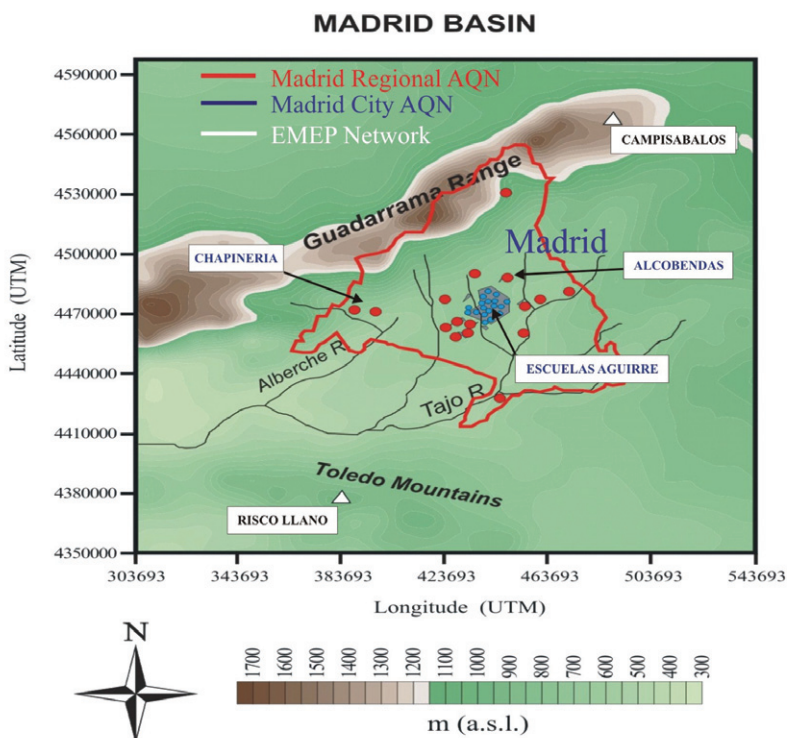 MADRID BASIN
Madrid Regional AQN
Madrid City AQN
EMEP Network
4590000
4560000
4530000
4500000
4470000
4440000
4410000
4380000
4350000
Latitude (UTM)
CAMPISABALOS
Guadarrama Range
Madrid
CHAPINERIA
ALCOBENDAS
ESCUELAS AGUIRRE
Alberche R.
Tajo R.
Toledo Mountains
RISCO LLANO
303693 343693 383693 423693 463693 503693 543693
Longitude (UTM)
N
1700 1600 1500 1400 1300 1200 1100 1000 900 800 700 600 500 400 300
m (a.s.l.)